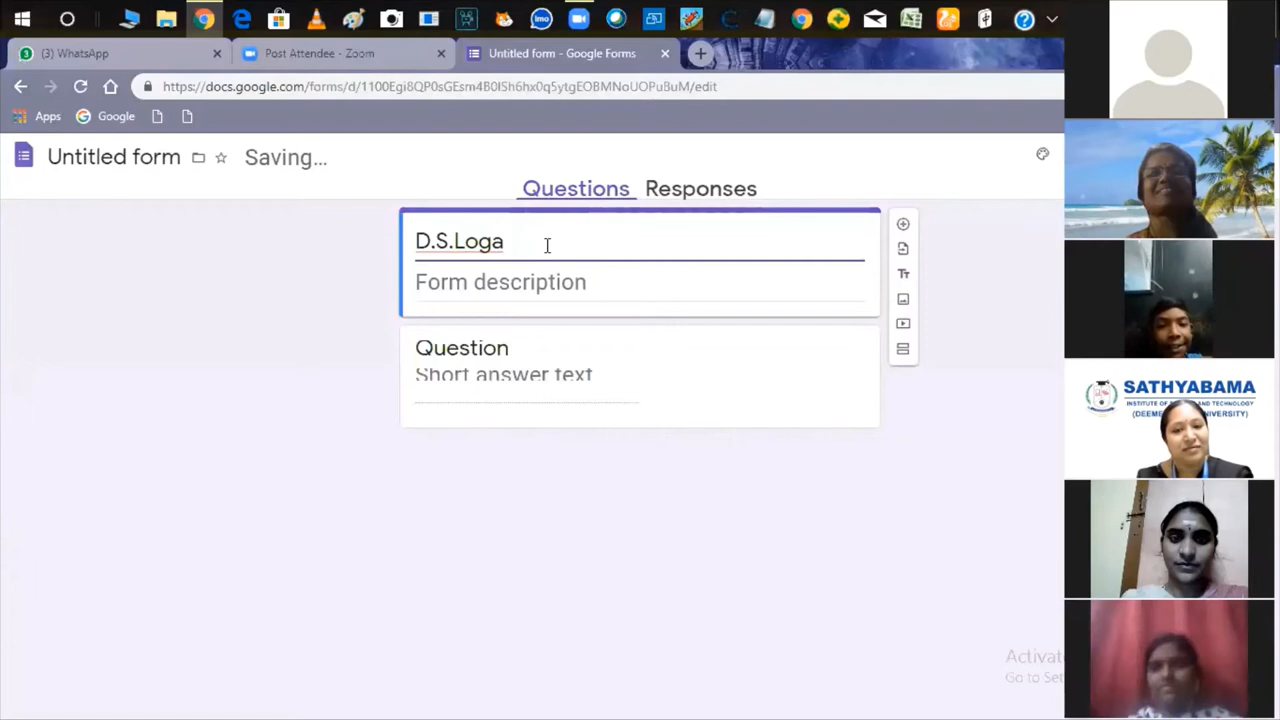 (3) WhatsApp
Post Attendee - Zoom
Untitled form - Google Forms
https://docs.google.com/forms/d/1100Egi8QP0sGEsm4B0lSh6hx0q5ytgEOBMNoUOPuBuM/edit
Apps
Google
Untitled form
Saving...
Questions
Responses
D.S.Loga
Form description
Question
Short answer text
SATHYABAMA
INSTITUTE OF
AND TECHNOLOGY
Activat
Go to Set